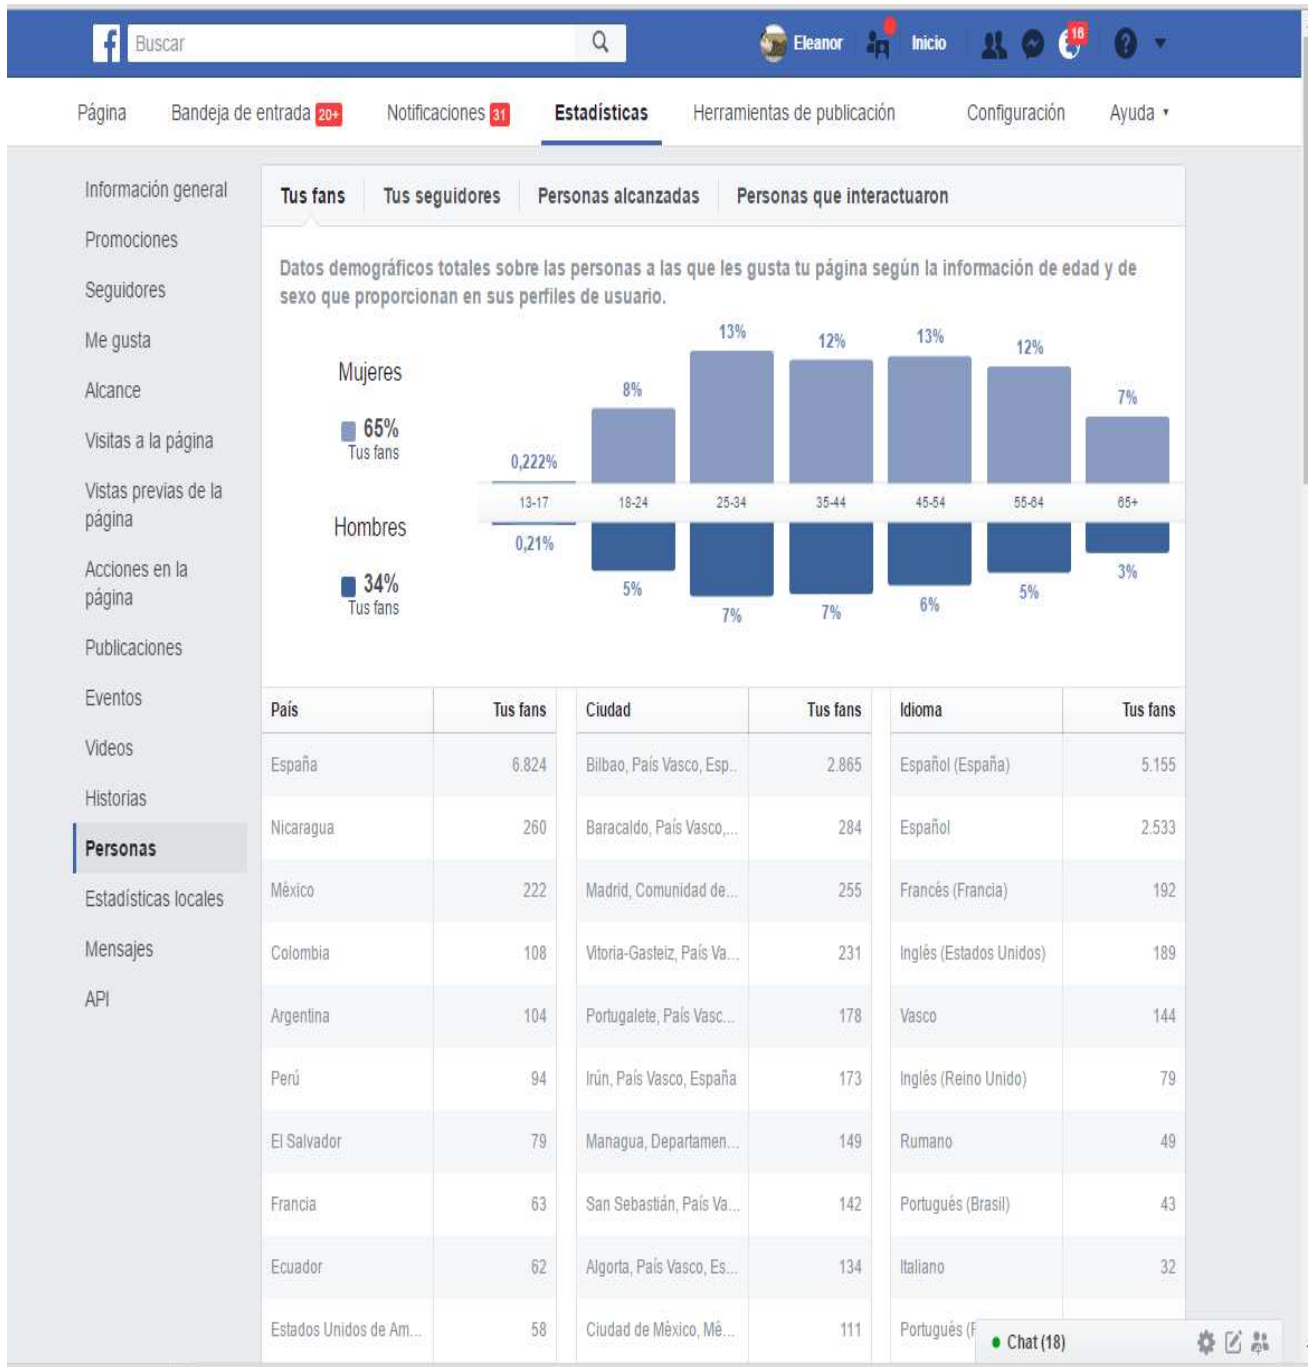 Buscar
Eleanor
Inicio
16
Página
Bandeja de entrada 20+
Notificaciones 31
Estadísticas
Herramientas de publicación
Configuración
Ayuda
Información general
Promociones
Seguidores
Me gusta
Alcance
Visitas a la página
Vistas previas de la
página
Acciones en la
página
Publicaciones
Eventos
Videos
Historias
Personas
Estadísticas locales
Mensajes
API
Tus fans
Tus seguidores
Personas alcanzadas
Personas que interactuaron
Datos demográficos totales sobre las personas a las que les gusta tu página según la información de edad y de
sexo que proporcionan en sus perfiles de usuario.
Mujeres
65%
Tus fans
0,222% 8% 13% 12% 13% 12% 7%
13-17 18-24 25-34 35-44 45-54 55-64 65+
Hombres
34%
Tus fans
0,21% 5% 7% 7% 6% 5% 3%
País Tus fans Ciudad Tus fans Idioma Tus fans
España 6.824 Bilbao, País Vasco, Esp... 2.865 Español (España) 5.155
Nicaragua 260 Baracaldo, País Vasco,... 284 Español 2.533
México 222 Madrid, Comunidad de... 255 Francés (Francia) 192
Colombia 108 Vitoria-Gasteiz, País Va... 231 Inglés (Estados Unidos) 189
Argentina 104 Portugalete, País Vasc... 178 Vasco 144
Perú 94 Irún, País Vasco, España 173 Inglés (Reino Unido) 79
El Salvador 79 Managua, Departamen... 149 Rumano 49
Francia 63 San Sebastián, País Va... 142 Portugués (Brasil) 43
Ecuador 62 Algorta, País Vasco, Es... 134 Italiano 32
Estados Unidos de Am... 58 Ciudad de México, Mé... 111 Portugués (
Chat (18)